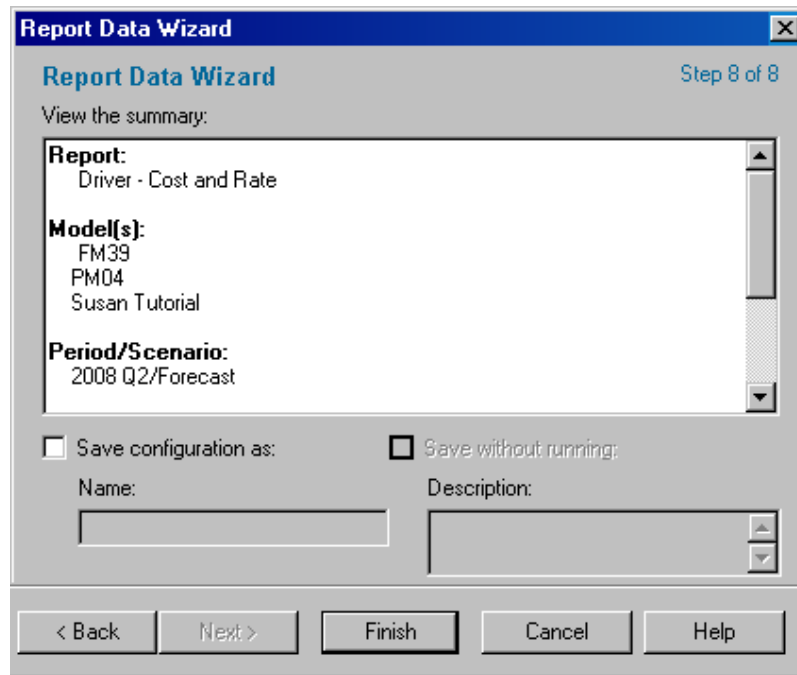 Report Data Wizard
Report Data Wizard
Step 8 of 8
View the summary:
Report:
Driver - Cost and Rate
Model(s):
FM39
PM04
Susan Tutorial
Period/Scenario:
2008 Q2/Forecast
Save configuration as:
Save without running:
Name:
Description:
< Back
Next >
Finish
Cancel
Help